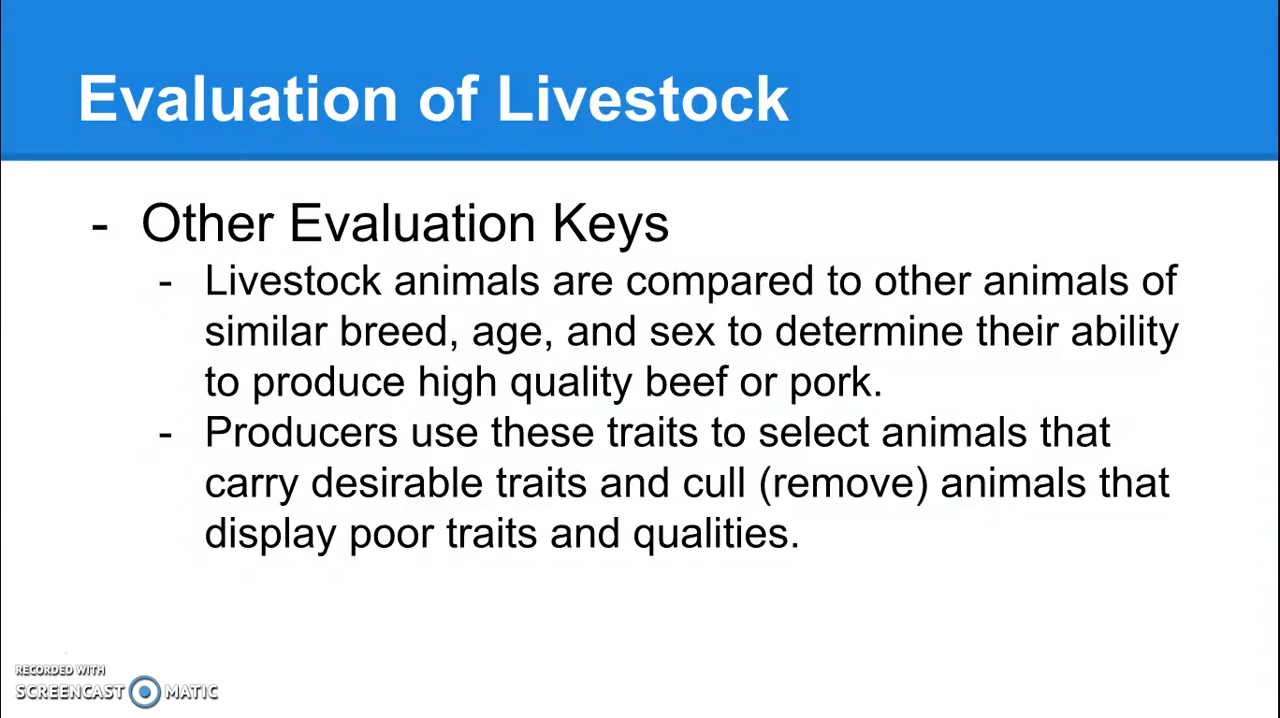 Evaluation of Livestock
- Other Evaluation Keys
- Livestock animals are compared to other animals of
similar breed, age, and sex to determine their ability
to produce high quality beef or pork.
- Producers use these traits to select animals that
carry desirable traits and cull (remove) animals that
display poor traits and qualities.
RECORDED WITH
SCREENCAST MATIC